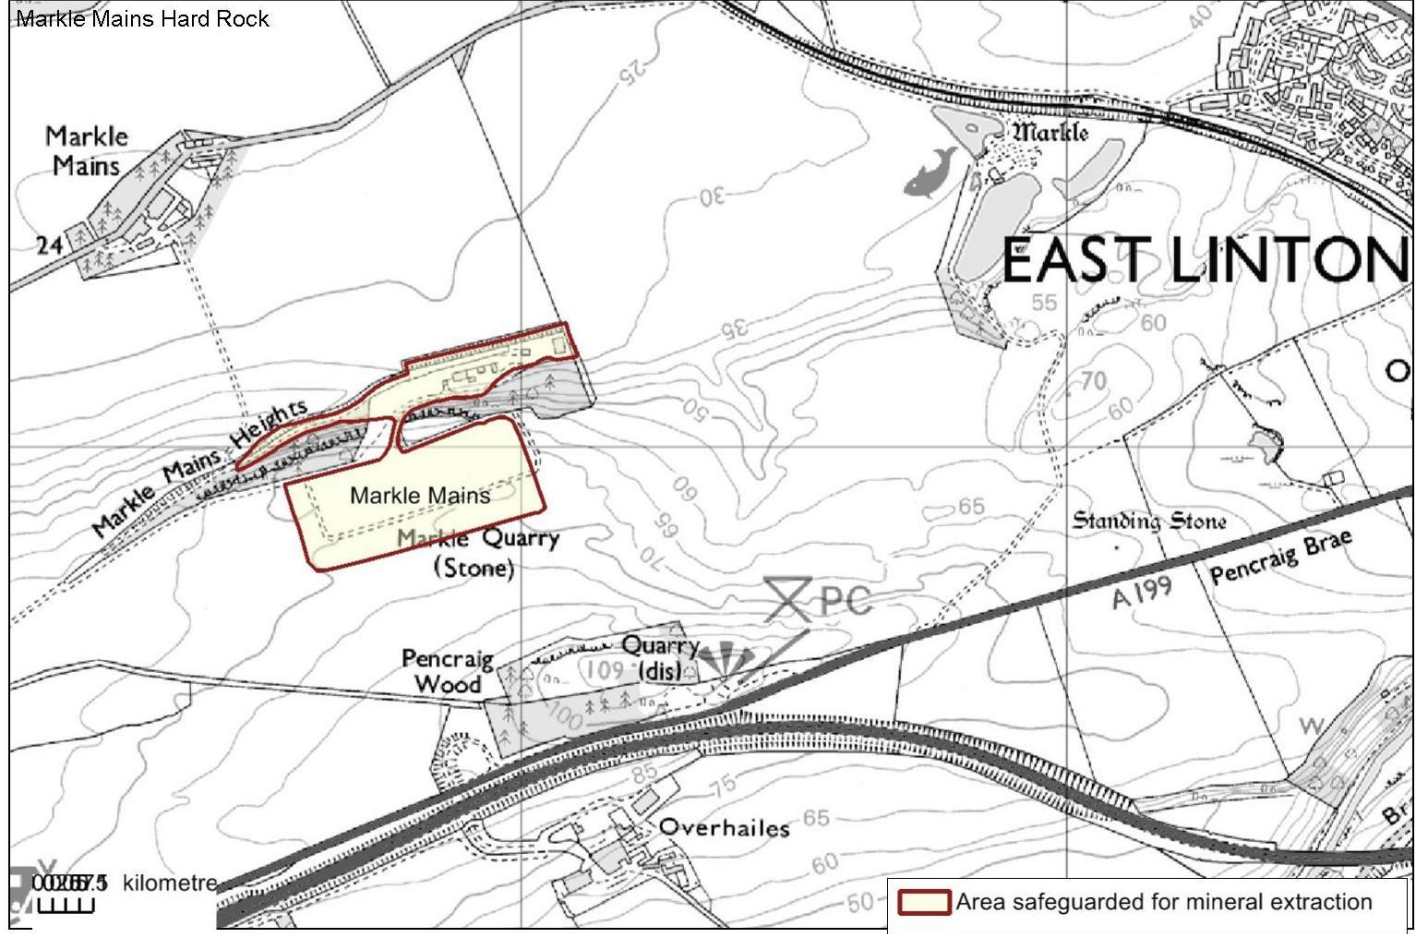 Markle Mains Hard Rock
40
25
Markle
Mains
Markle
30
24
EAST LINTON
55
60
35
70
O
50
60
Markle Mains Heights
60
Markle Mains
65
65
Standing Stone
Markle Quarry
(Stone)
70
Pencraig Brae
A 199
PC
Pencraig
Wood
Quarry
(dis)
109
100
W
85
75
Overhailes
65
Br
60
50
kilometre
Area safeguarded for mineral extraction